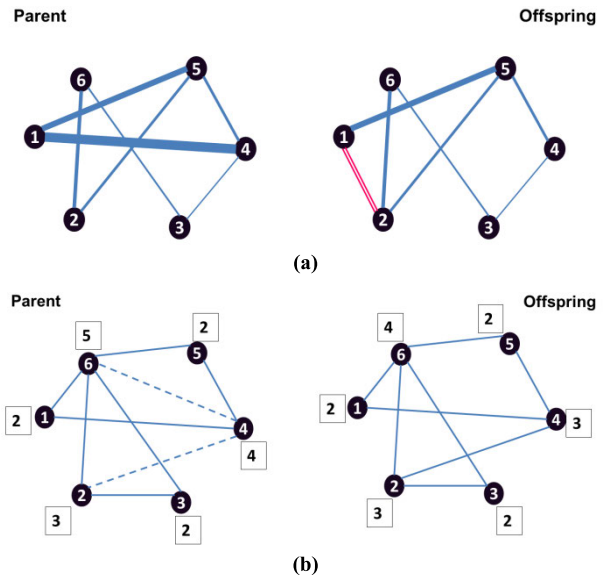 Parent Offspring
6 5 6 5
1 4 1 4
2 3 2 3
(a)
Parent Offspring
5 2 4 2
6 5 6 5
2 1 4 2 1 4 3
4
2 3 2 3
3 2 3 2
(b)